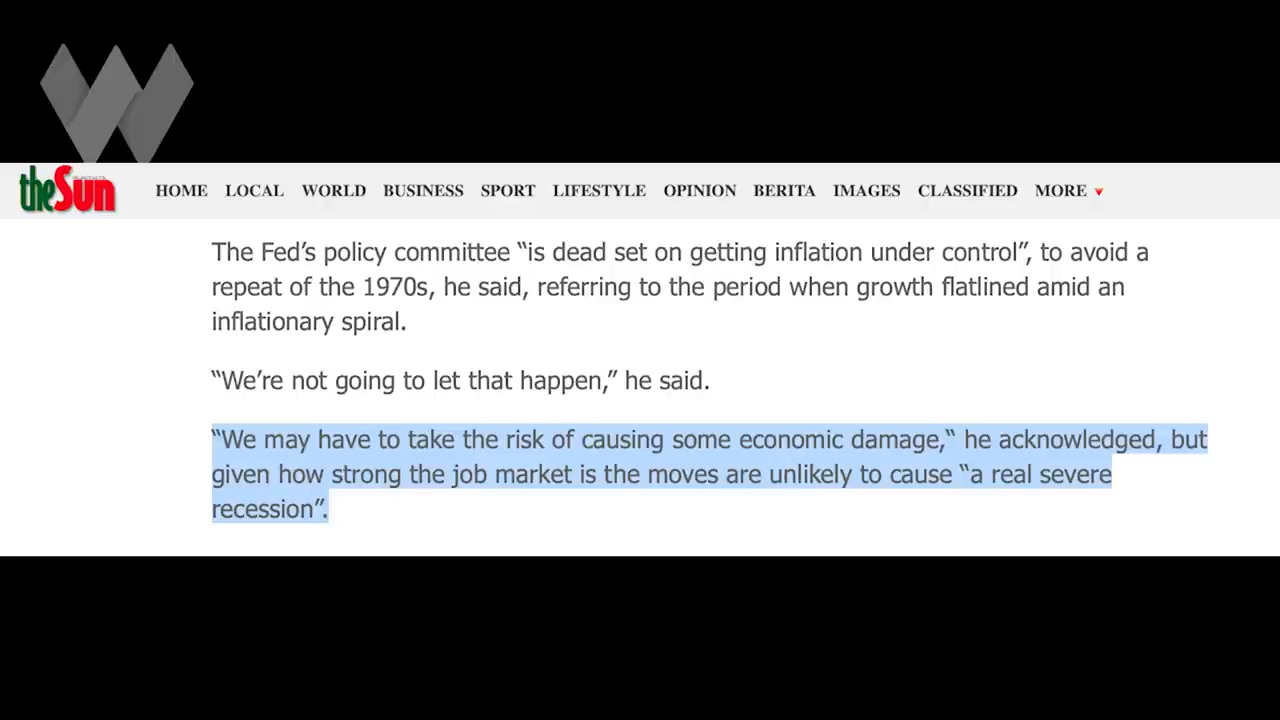 theSun HOME LOCAL WORLD BUSINESS SPORT LIFESTYLE OPINION BERITA IMAGES CLASSIFIED MORE
The Fed’s policy committee “is dead set on getting inflation under control”, to avoid a
repeat of the 1970s, he said, referring to the period when growth flatlined amid an
inflationary spiral.
“We’re not going to let that happen,” he said.
“We may have to take the risk of causing some economic damage,“ he acknowledged, but
given how strong the job market is the moves are unlikely to cause “a real severe
recession”.